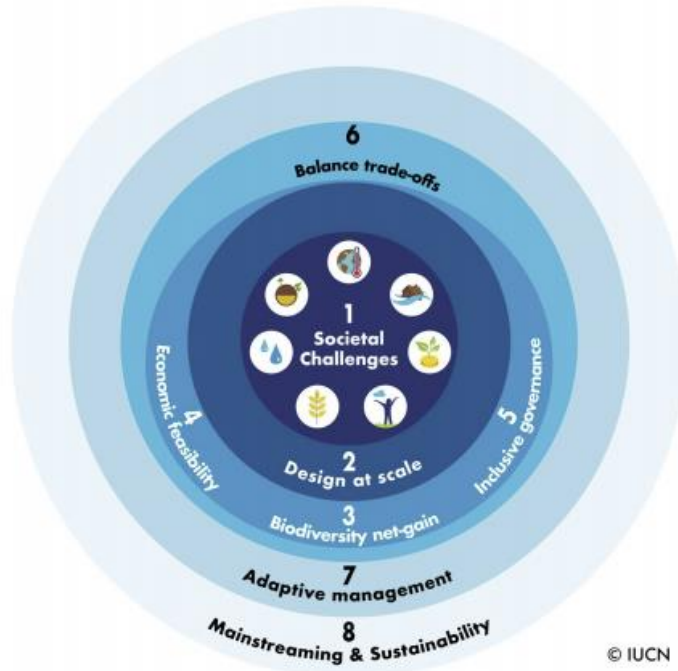 6
Balance trade-offs
1
Societal
Challenges
4
Economic feasibility
5
Inclusive governance
2
Design at scale
3
Biodiversity net-gain
7
Adaptive management
8
Mainstreaming & Sustainability
© IUCN